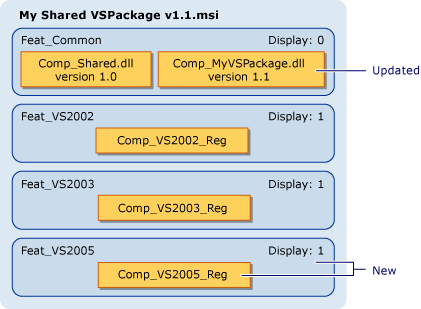 My Shared VSPackage v1.1.msi
Feat_Common Display: 0
Comp_Shared.dll
version 1.0
Comp_MyVSPackage.dll
version 1.1
Updated
Feat_VS2002 Display: 1
Comp_VS2002_Reg
Feat_VS2003 Display: 1
Comp_VS2003_Reg
Feat_VS2005 Display: 1
Comp_VS2005_Reg
New